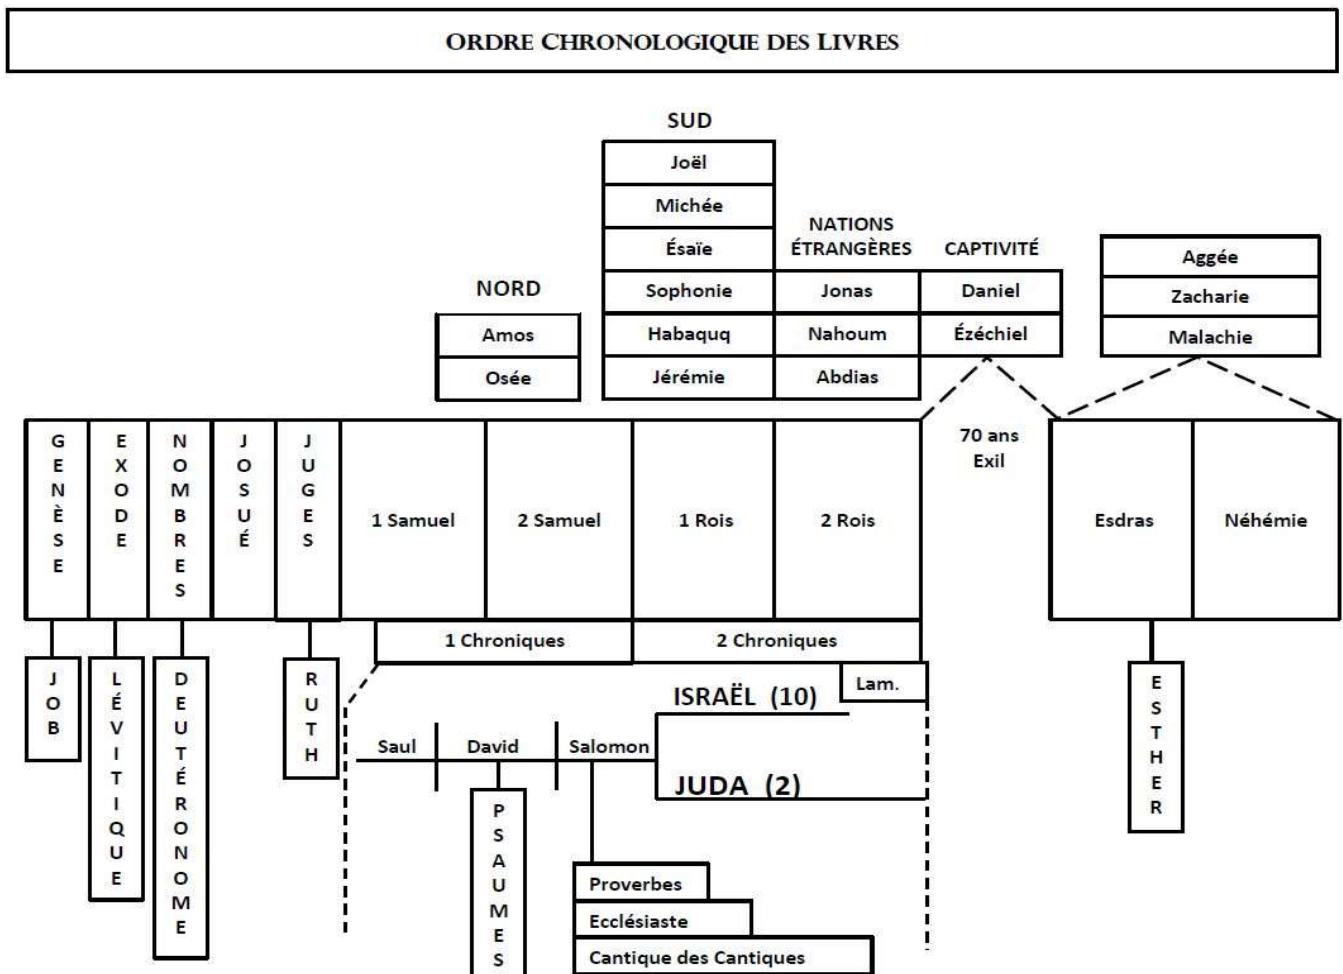 ORDRE CHRONOLOGIQUE DES LIVRES
SUD
Joël
Michée
Ésaïe
Sophonie
Habaquq
Jérémie
NORD
Amos
Osée
NATIONS
ÉTRANGÈRES
Jonas
Nahoum
Abdias
CAPTIVITÉ
Daniel
Ézéchiel
Aggée
Zacharie
Malachie
GENÈSE
EXODE
NOMBRES
JOSUÉ
JUGES
1 Samuel
2 Samuel
1 Rois
2 Rois
70 ans
Exil
Esdras
Néhémie
1 Chroniques
2 Chroniques
JOB
LÉVITIQUE
DEUTÉRONOME
RUTH
Lam.
ISRAËL (10)
Saul
David
Salomon
JUDA (2)
ESTHER
PSAUMES
Proverbes
Ecclésiaste
Cantique des Cantiques